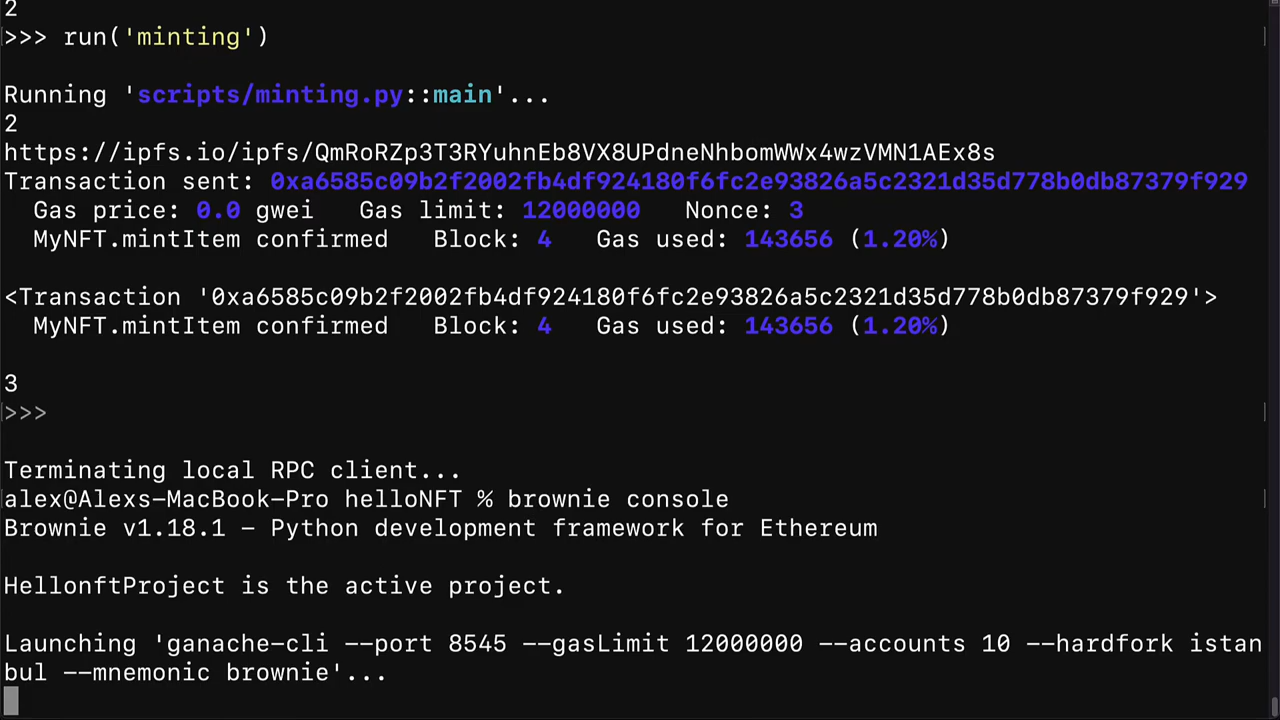 2
>>> run('minting')
Running 'scripts/minting.py::main'...
2
https://ipfs.io/ipfs/QmRoRZp3T3RYuhnEb8VX8UPdneNhbomWWx4wzVMN1AEx8s
Transaction sent: 0xa6585c09b2f2002fb4df924180f6fc2e93826a5c2321d35d778b0db87379f929
  Gas price: 0.0 gwei   Gas limit: 12000000   Nonce: 3
  MyNFT.mintItem confirmed   Block: 4   Gas used: 143656 (1.20%)
<Transaction '0xa6585c09b2f2002fb4df924180f6fc2e93826a5c2321d35d778b0db87379f929'>
  MyNFT.mintItem confirmed   Block: 4   Gas used: 143656 (1.20%)
3
>>>
Terminating local RPC client...
alex@Alexs-MacBook-Pro helloNFT % brownie console
Brownie v1.18.1 - Python development framework for Ethereum
HellonftProject is the active project.
Launching 'ganache-cli --port 8545 --gasLimit 12000000 --accounts 10 --hardfork istan
bul --mnemonic brownie'...